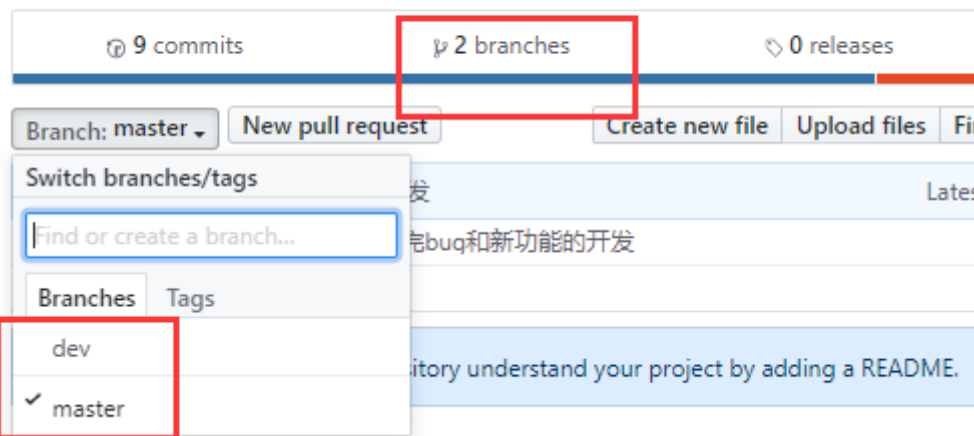 9 commits 2 branches 0 releases
Branch: master New pull request Create new file Upload files Fi
Switch branches/tags
发 Lates
Find or create a branch...
完bug和新功能的开发
Branches Tags
dev
itory understand your project by adding a README.
master